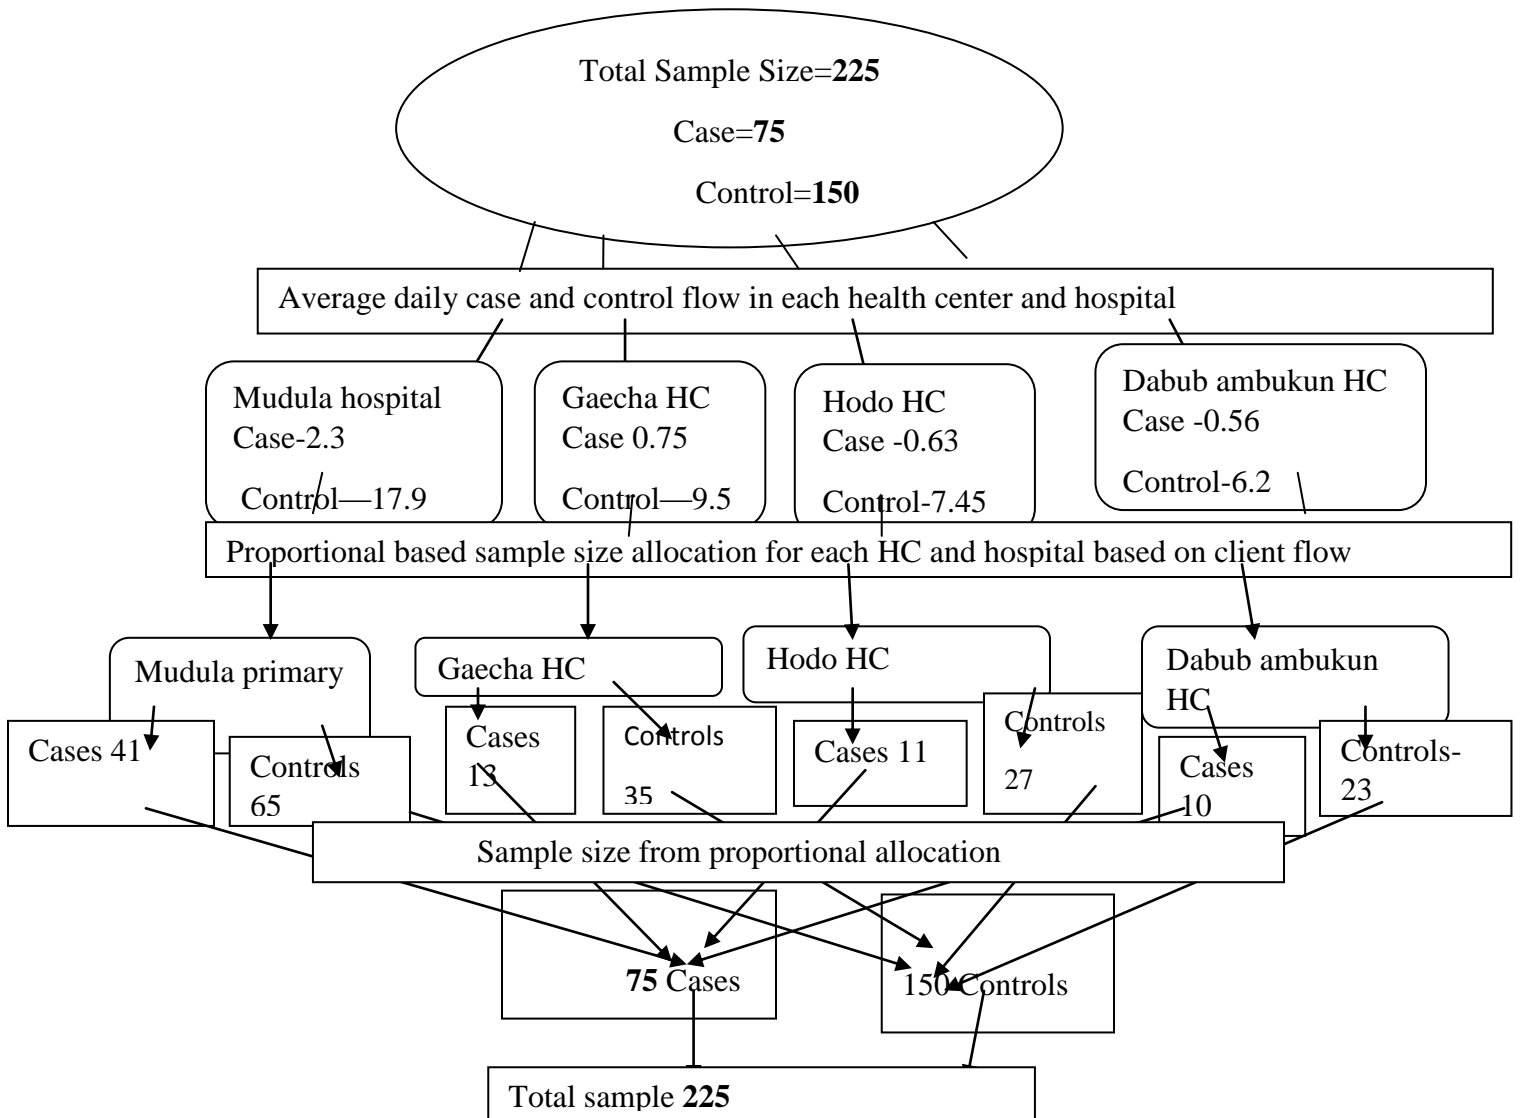 Total Sample Size=225
Case=75
Control=150
Average daily case and control flow in each health center and hospital
Mudula hospital
Case-2.3
Control—17.9
Gaecha HC
Case 0.75
Control—9.5
Hodo HC
Case -0.63
Control-7.45
Dabub ambukun HC
Case -0.56
Control-6.2
Proportional based sample size allocation for each HC and hospital based on client flow
Mudula primary
Gaecha HC
Hodo HC
Dabub ambukun
HC
Cases 41
Controls
65
Cases
13
Controls
35
Cases 11
Controls
27
Cases
10
Controls-
23
Sample size from proportional allocation
75 Cases
150 Controls
Total sample 225